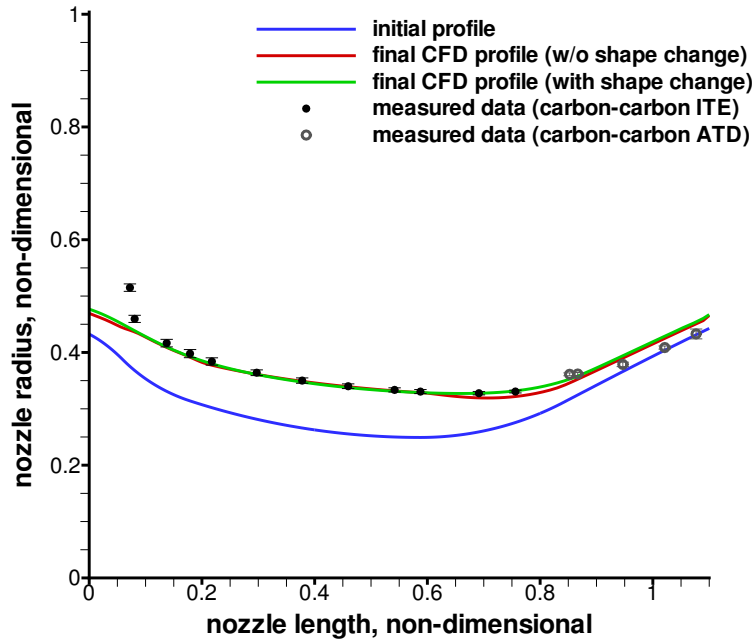 1
0.8
0.6
0.4
0.2
0
nozzle radius, non-dimensional
initial profile
final CFD profile (w/o shape change)
final CFD profile (with shape change)
measured data (carbon-carbon ITE)
measured data (carbon-carbon ATD)
0 0.2 0.4 0.6 0.8 1
nozzle length, non-dimensional